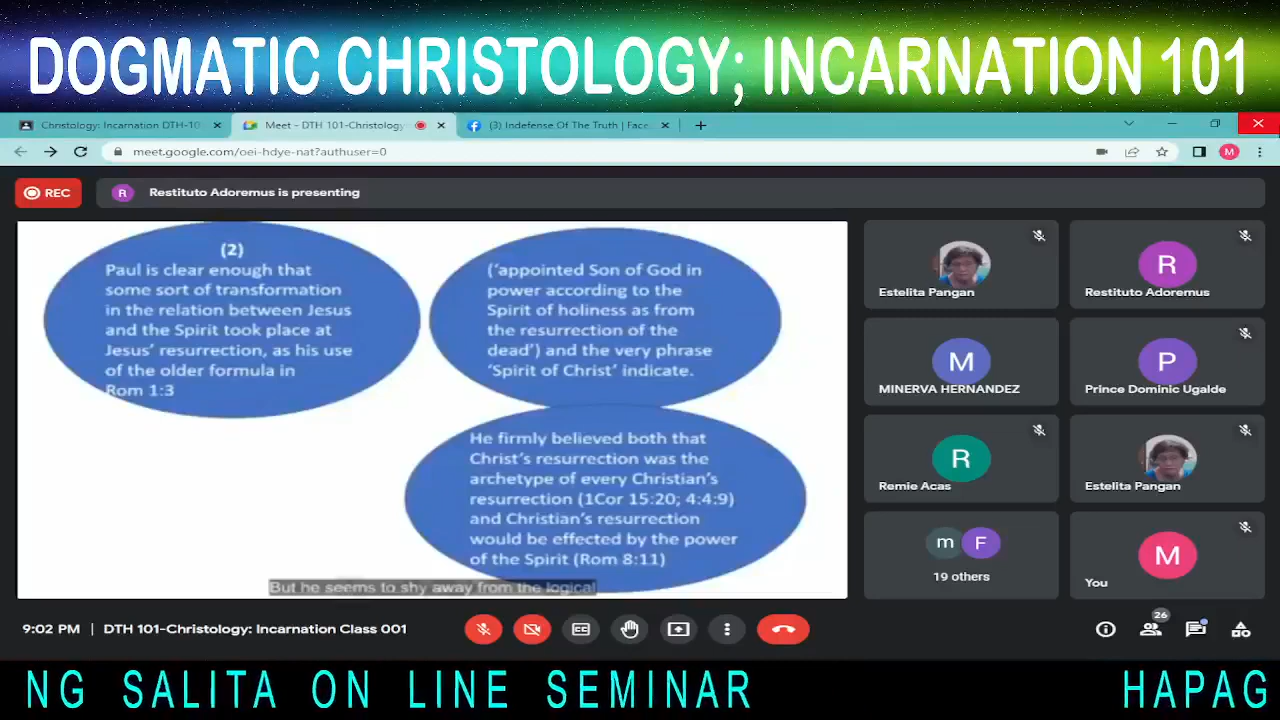 DOGMATIC CHRISTOLOGY; INCARNATION 101
Christology: Incarnation DTH-10
Meet - DTH 101-Christology
(3) Indefense Of The Truth | Face
meet.google.com/oei-hdye-nat?authuser=0
M
REC
R
Restituto Adoremus is presenting
(2)
Paul is clear enough that
some sort of transformation
in the relation between Jesus
and the Spirit took place at
Jesus' resurrection, as his use
of the older formula in
Rom 1:3
('appointed Son of God in
power according to the
Spirit of holiness as from
the resurrection of the
dead') and the very phrase
'Spirit of Christ' indicate.
He firmly believed both that
Christ's resurrection was the
archetype of every Christian's
resurrection (1Cor 15:20; 4:4:9)
and Christian's resurrection
would be effected by the power
of the Spirit (Rom 8:11)
But he seems to shy away from the logical
Estelita Pangan
R
Restituto Adoremus
M
MINERVA HERNANDEZ
P
Prince Dominic Ugalde
R
Remie Acas
Estelita Pangan
m F
19 others
M
You
9:02 PM | DTH 101-Christology: Incarnation Class 001
26
NG SALITA ON LINE SEMINAR HAPAG